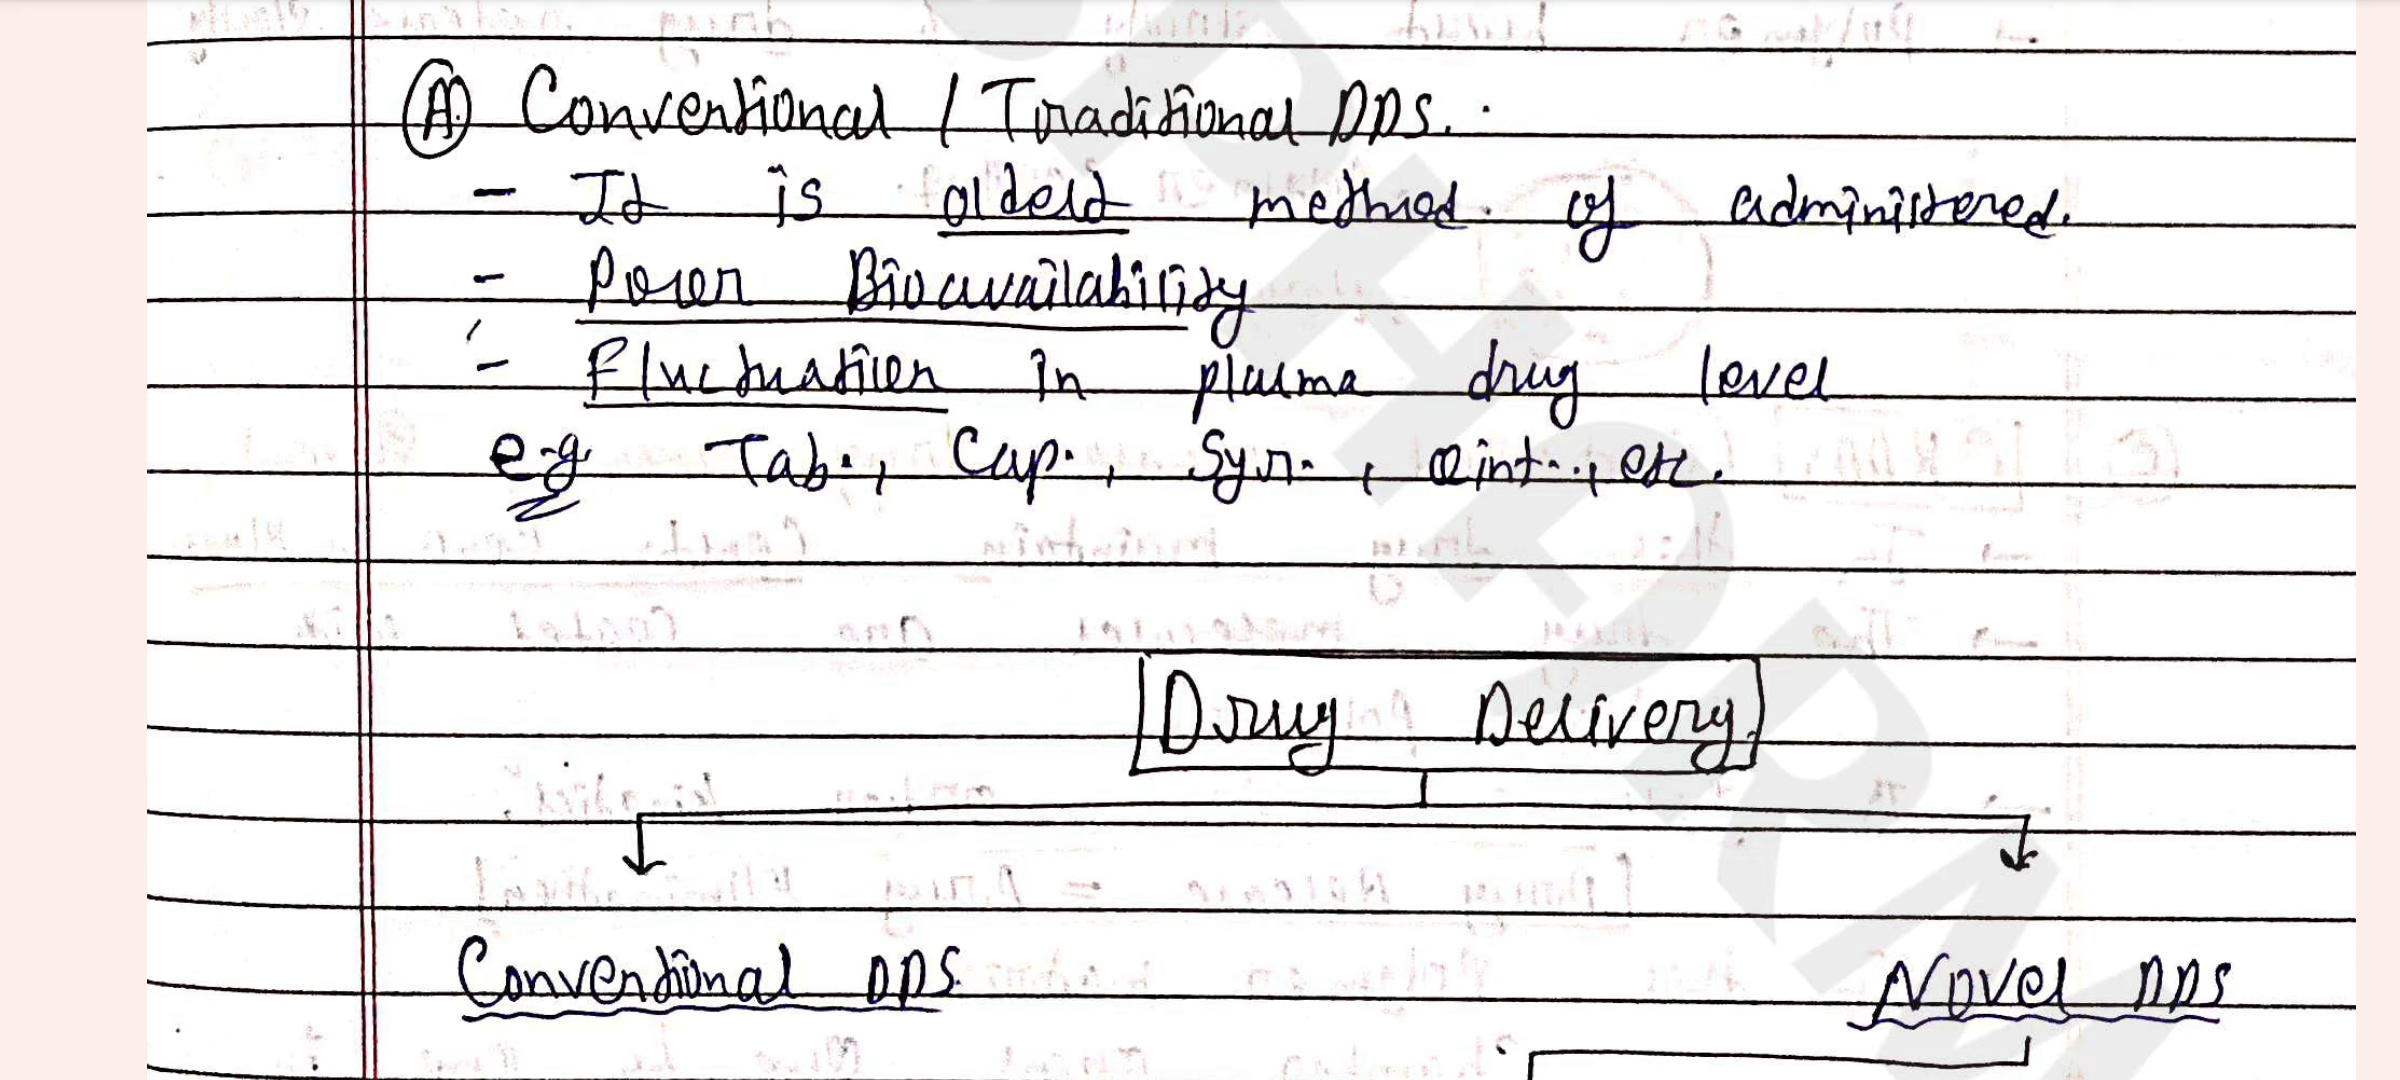 (A.) Conventional / Traditional DDS.
- It is oldest method of administered.
- Poor Bioavailability
- Fluctuation in plasma drug level
e.g. Tab., Cap., Syr., oint., etc.
Drug Delivery
Conventional DDS. Novel DDS